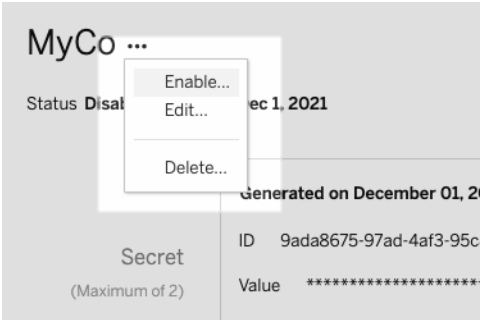 MyCo ...
Enable...
Status Disab ec 1, 2021
Edit...
Delete...
Generated on December 01, 2
ID 9ada8675-97ad-4af3-95c
Secret
(Maximum of 2)
Value ************************